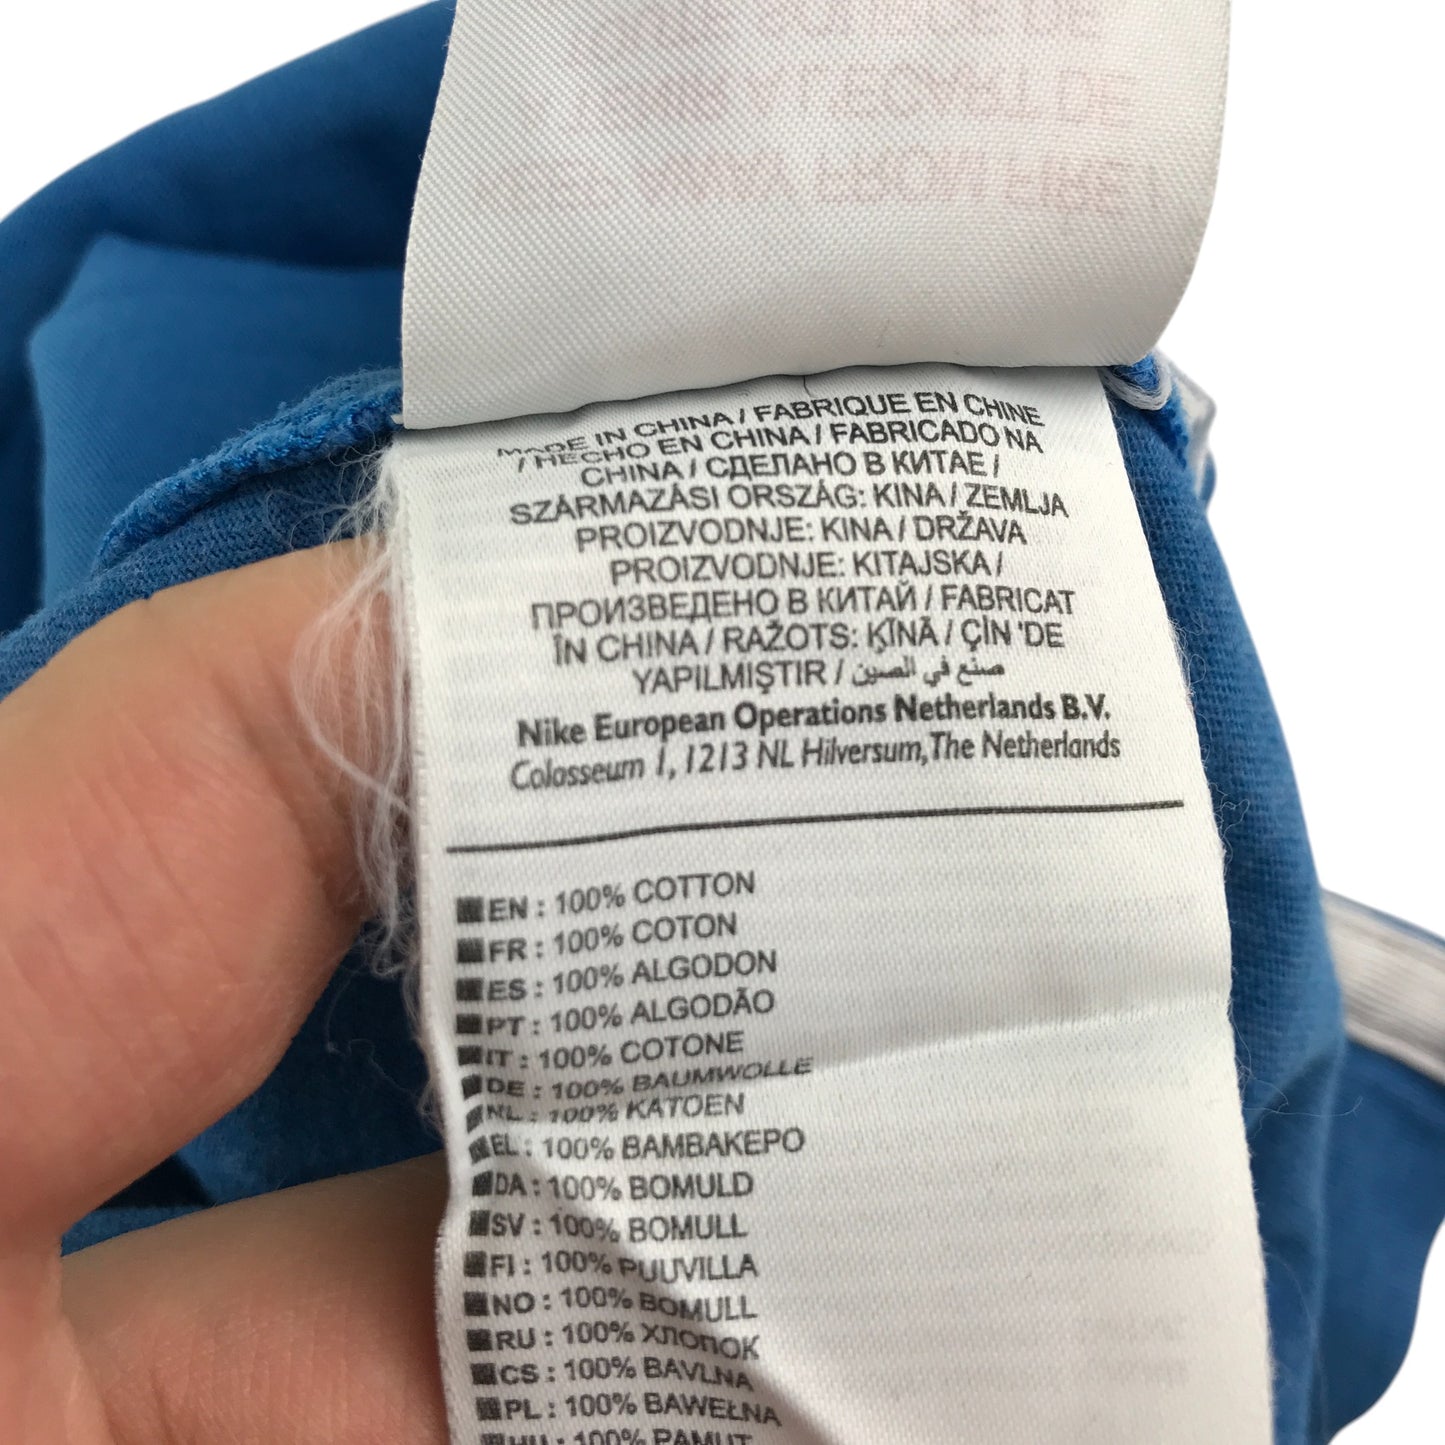 MADE IN CHINA / FABRIQUE EN CHINE
/ HECHO EN CHINA / FABRICADO NA
CHINA / СДЕЛАНО В КИТАЕ /
SZÁRMAZÁSI ORSZÁG: KINA / ZEMLJA
PROIZVODNJE: KINA / DRŽAVA
PROIZVODNJE: KITAJSKA /
ПРОИЗВЕДЕНО В КИТАЙ / FABRICAT
ÎN CHINA / RAŽOTS: ĶĪNĀ / ÇİN 'DE
YAPILMIŞTIR / صنع في الصين
Nike European Operations Netherlands B.V.
Colosseum 1, 1213 NL Hilversum, The Netherlands
EN : 100% COTTON
FR : 100% COTON
ES : 100% ALGODON
PT : 100% ALGODÃO
IT : 100% COTONE
DE : 100% BAUMWOLLE
NL : 100% KATOEN
EL : 100% ΒΑΜΒΑΚΕΡΟ
DA : 100% BOMULD
SV : 100% BOMULL
FI : 100% PUUVILLA
NO : 100% BOMULL
RU : 100% ХЛОПОК
CS : 100% BAVLNA
PL : 100% BAWEŁNA
HU : 100% PAMUT